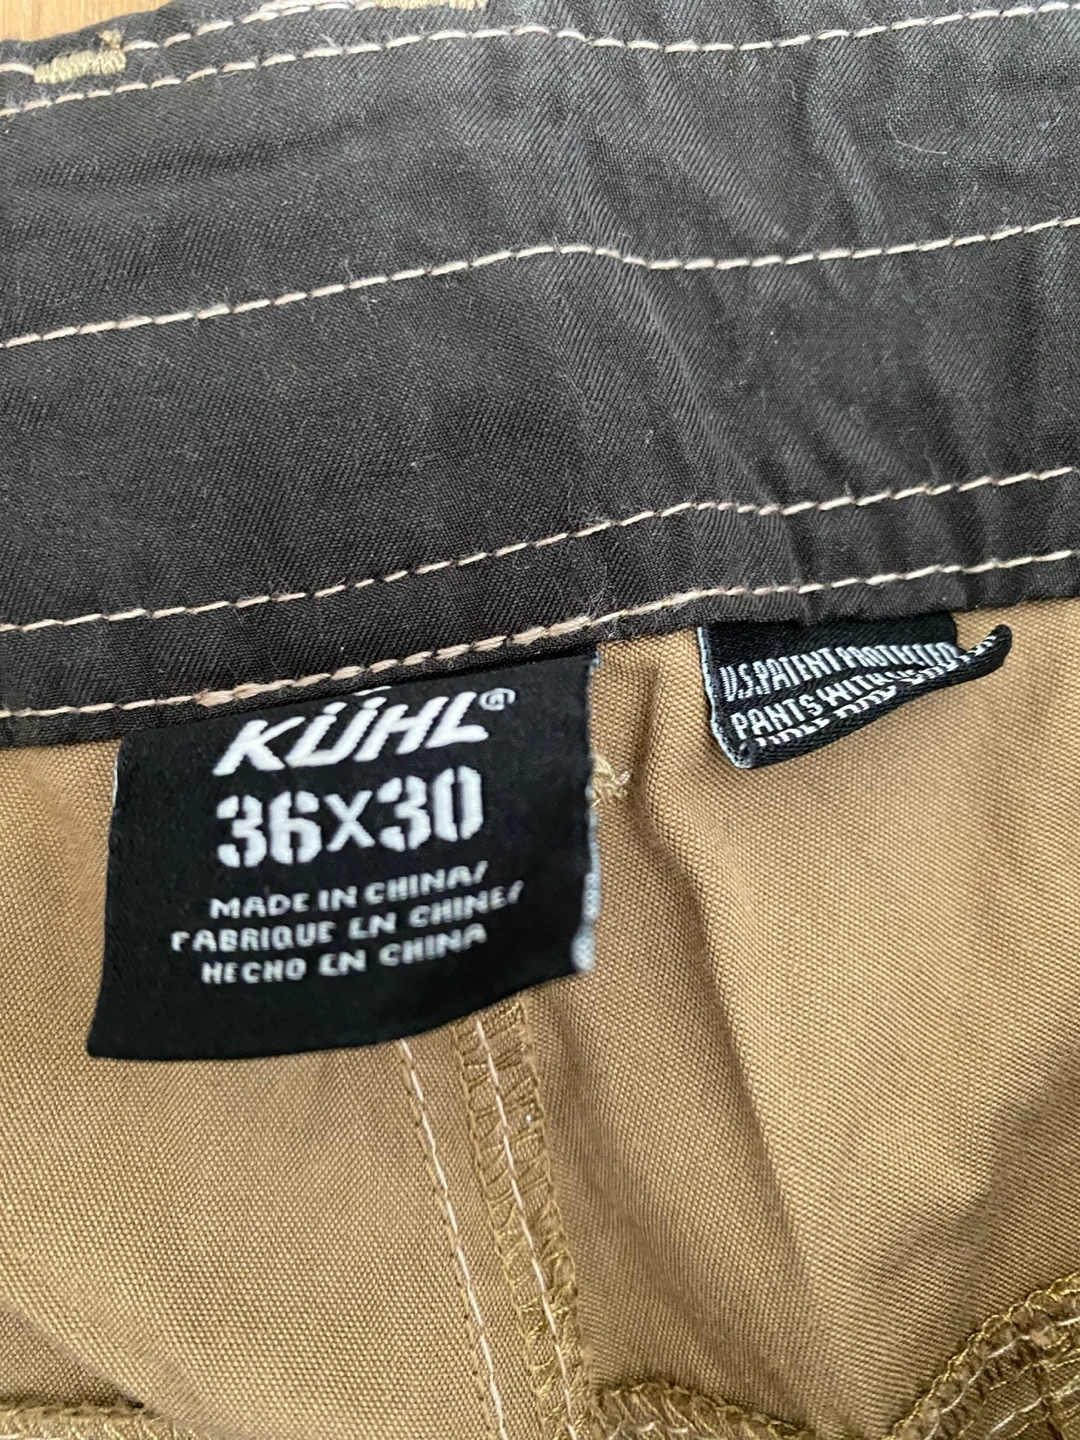 KÜHL®
36X30
MADE IN CHINA/
FABRIQUE EN CHINE/
HECHO EN CHINA
U.S. PATENT PROTECTED
PANTS WITH